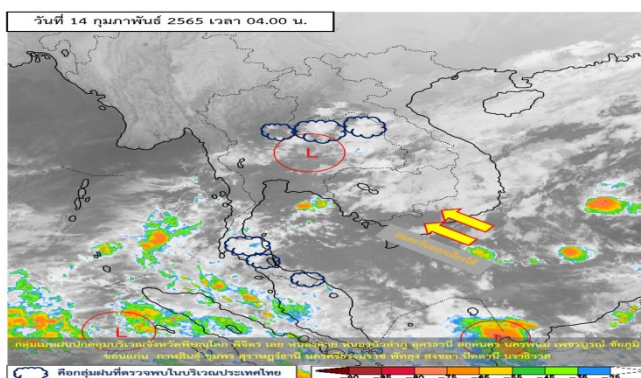 วันที่ 14 กุมภาพันธ์ 2565 เวลา 04.00 น.
L
L
L
กลุ่มเมฆฝนปกคลุมบริเวณจังหวัดพิษณุโลก พิจิตร เลย หนองคาย หนองบัวลำภู อุดรธานี สกลนคร นครพนม เพชรบูรณ์ ชัยภูมิ
ขอนแก่น กาฬสินธุ์ ชุมพร สุราษฎร์ธานี นครศรีธรรมราช พัทลุง สงขลา ปัตตานี นราธิวาส
คือกลุ่มฝนที่ตรวจพบในบริเวณประเทศไทย